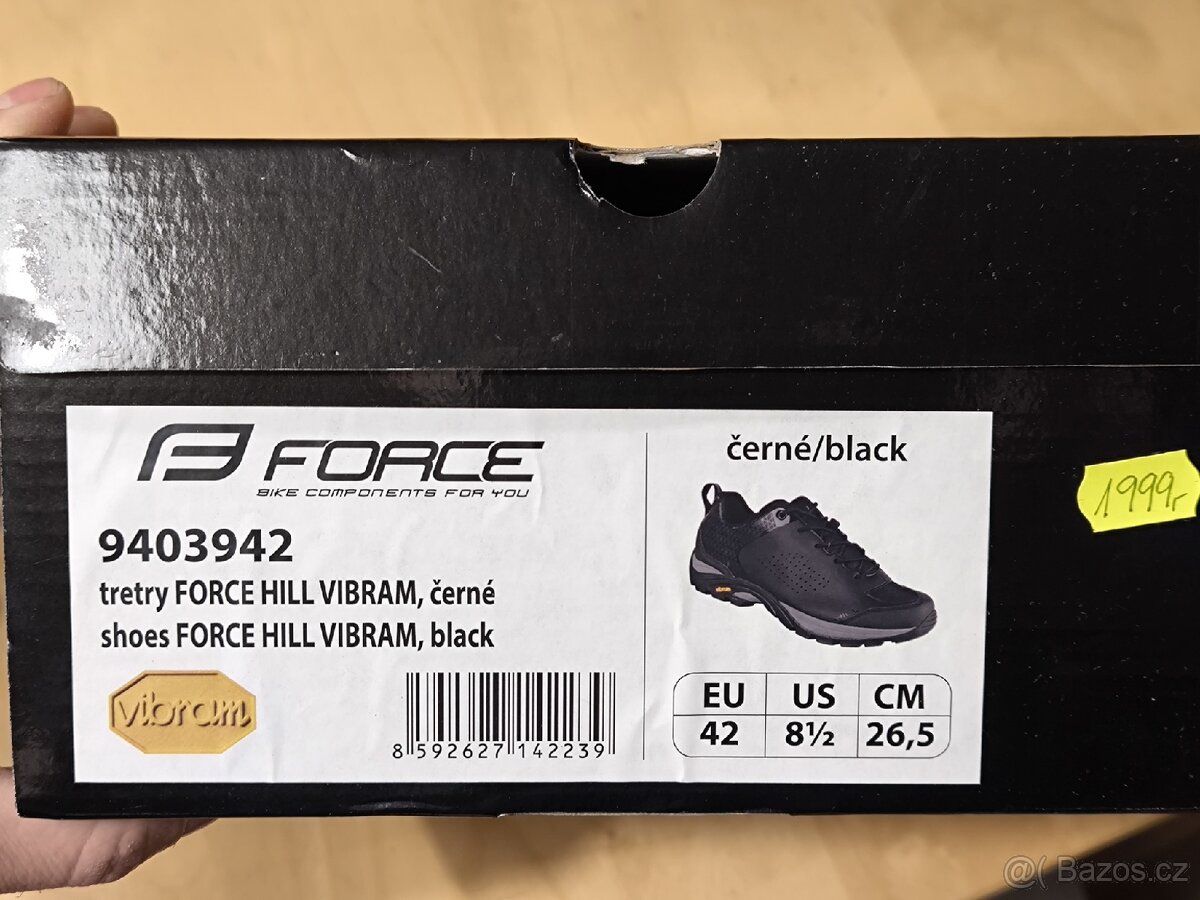 FORCE
BIKE COMPONENTS FOR YOU
9403942
tretry FORCE HILL VIBRAM, černé
shoes FORCE HILL VIBRAM, black
vibram
8 592627 142239
černé/black
vibram
EU US CM
42 8½ 26,5
1999,-
@( Bazos.cz